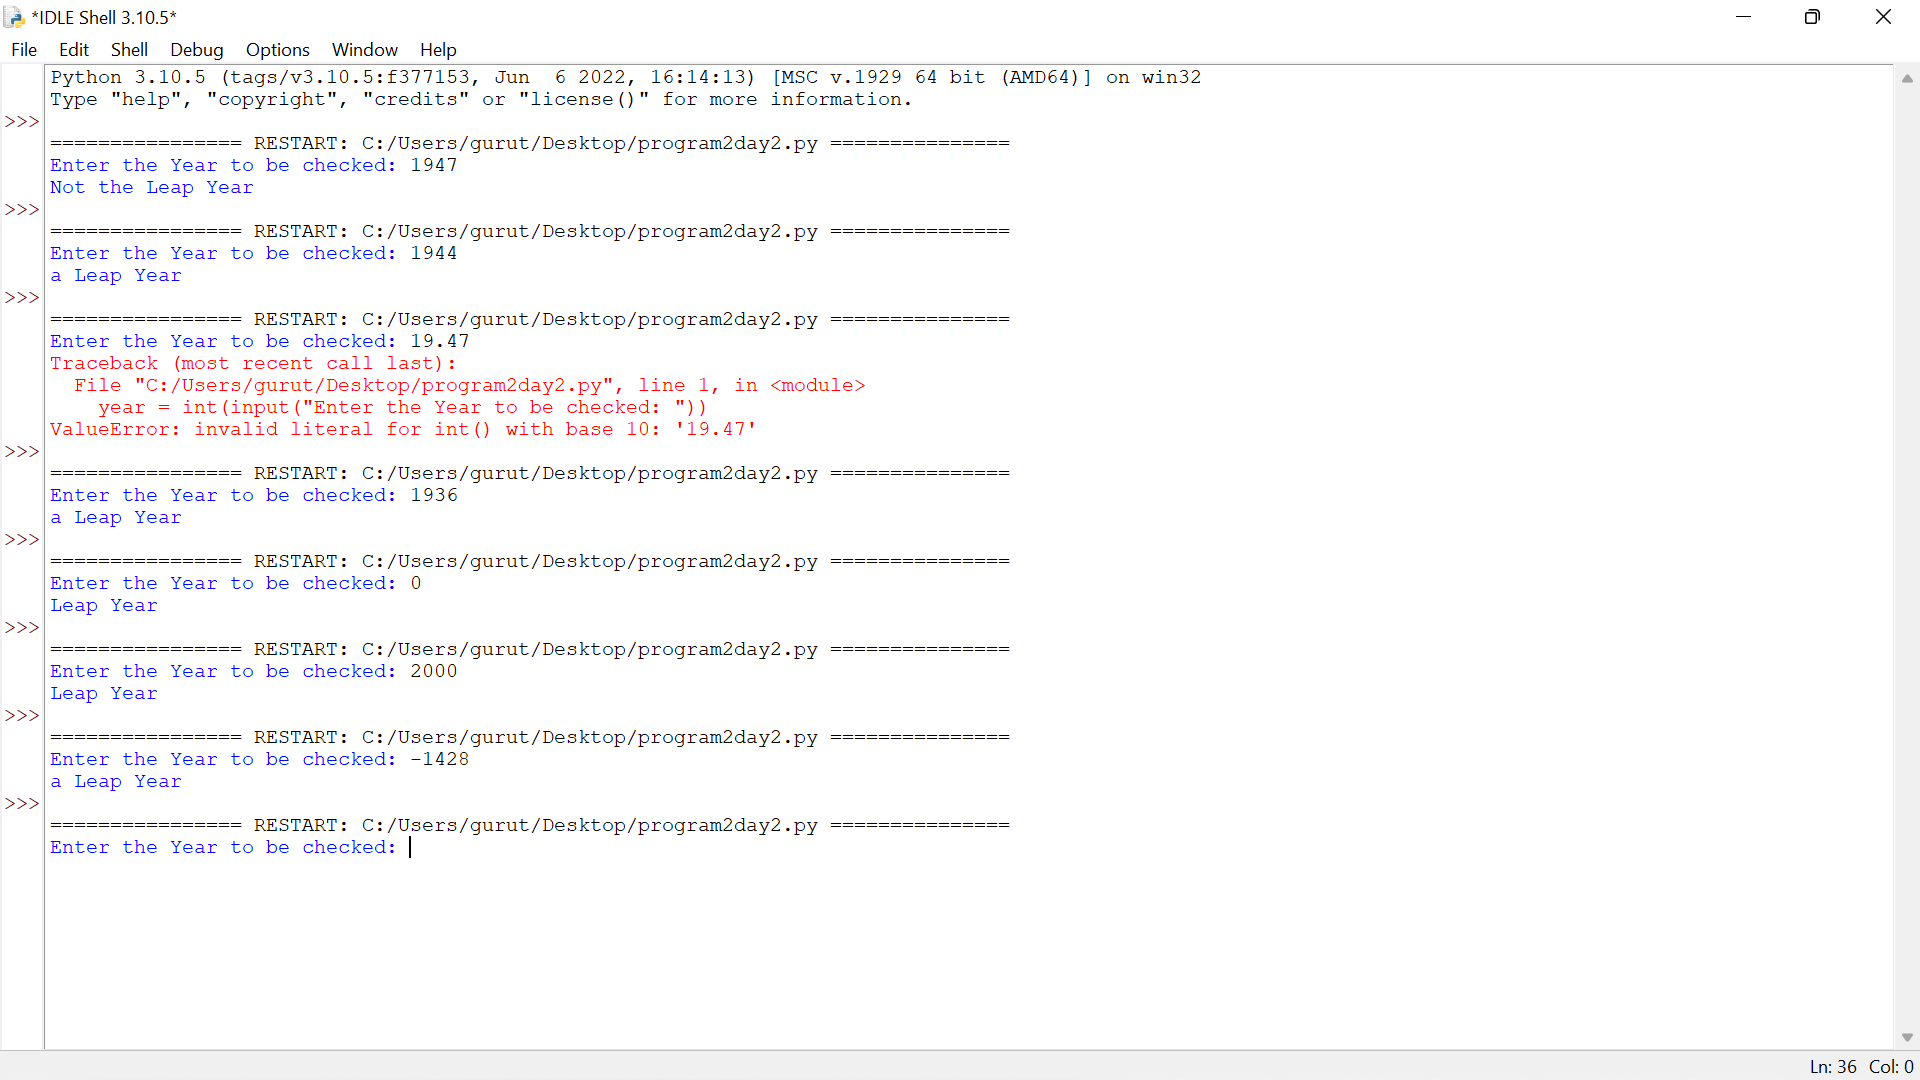 *IDLE Shell 3.10.5*
File Edit Shell Debug Options Window Help
Python 3.10.5 (tags/v3.10.5:f377153, Jun  6 2022, 16:14:13) [MSC v.1929 64 bit (AMD64)] on win32
Type "help", "copyright", "credits" or "license()" for more information.
>>>
================ RESTART: C:/Users/gurut/Desktop/program2day2.py ===============
Enter the Year to be checked: 1947
Not the Leap Year
>>>
================ RESTART: C:/Users/gurut/Desktop/program2day2.py ===============
Enter the Year to be checked: 1944
a Leap Year
>>>
================ RESTART: C:/Users/gurut/Desktop/program2day2.py ===============
Enter the Year to be checked: 19.47
Traceback (most recent call last):
  File "C:/Users/gurut/Desktop/program2day2.py", line 1, in <module>
    year = int(input("Enter the Year to be checked: "))
ValueError: invalid literal for int() with base 10: '19.47'
>>>
================ RESTART: C:/Users/gurut/Desktop/program2day2.py ===============
Enter the Year to be checked: 1936
a Leap Year
>>>
================ RESTART: C:/Users/gurut/Desktop/program2day2.py ===============
Enter the Year to be checked: 0
Leap Year
>>>
================ RESTART: C:/Users/gurut/Desktop/program2day2.py ===============
Enter the Year to be checked: 2000
Leap Year
>>>
================ RESTART: C:/Users/gurut/Desktop/program2day2.py ===============
Enter the Year to be checked: -1428
a Leap Year
>>>
================ RESTART: C:/Users/gurut/Desktop/program2day2.py ===============
Enter the Year to be checked:
Ln: 36 Col: 0